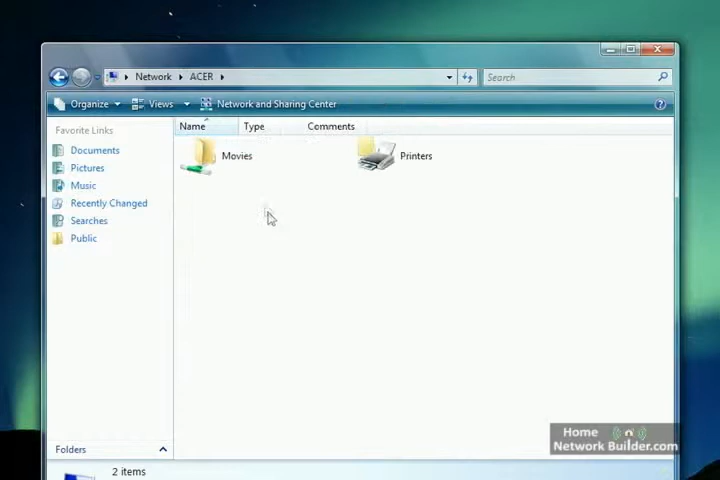 Network ACER
Search
Organize Views Network and Sharing Center
?
Favorite Links
Name Type Comments
Documents
Movies Printers
Pictures
Music
Recently Changed
Searches
Public
Home
Network Builder.com
Folders
2 items